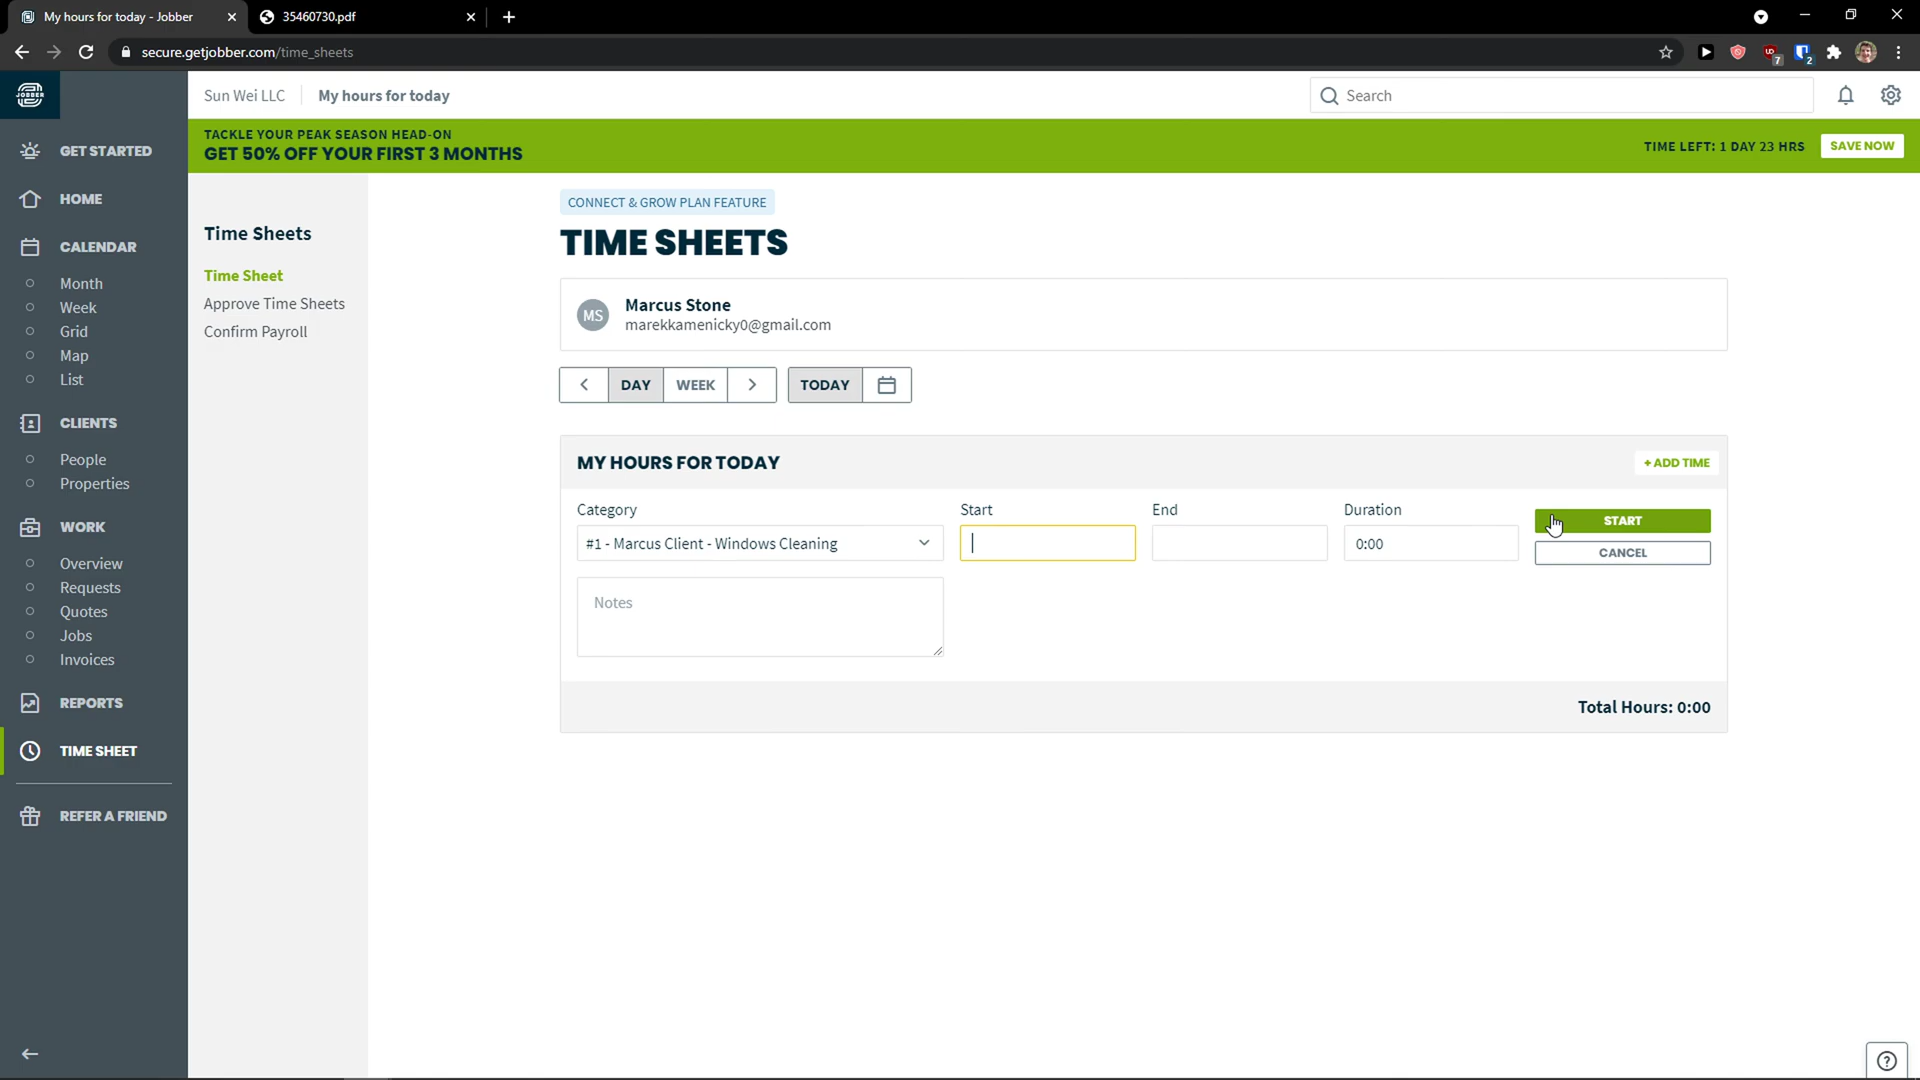 My hours for today - Jobber
35460730.pdf
secure.getjobber.com/time_sheets
7
2
JOBBER
Sun Wei LLC
My hours for today
Search
TACKLE YOUR PEAK SEASON HEAD-ON
GET 50% OFF YOUR FIRST 3 MONTHS
TIME LEFT: 1 DAY 23 HRS
SAVE NOW
GET STARTED
HOME
CALENDAR
Month
Week
Grid
Map
List
CLIENTS
People
Properties
WORK
Overview
Requests
Quotes
Jobs
Invoices
REPORTS
TIME SHEET
REFER A FRIEND
Time Sheets
Time Sheet
Approve Time Sheets
Confirm Payroll
CONNECT & GROW PLAN FEATURE
TIME SHEETS
MS
Marcus Stone
marekkamenicky0@gmail.com
DAY
WEEK
TODAY
MY HOURS FOR TODAY
+ ADD TIME
Category
Start
End
Duration
#1 - Marcus Client - Windows Cleaning
0:00
START
CANCEL
Notes
Total Hours: 0:00